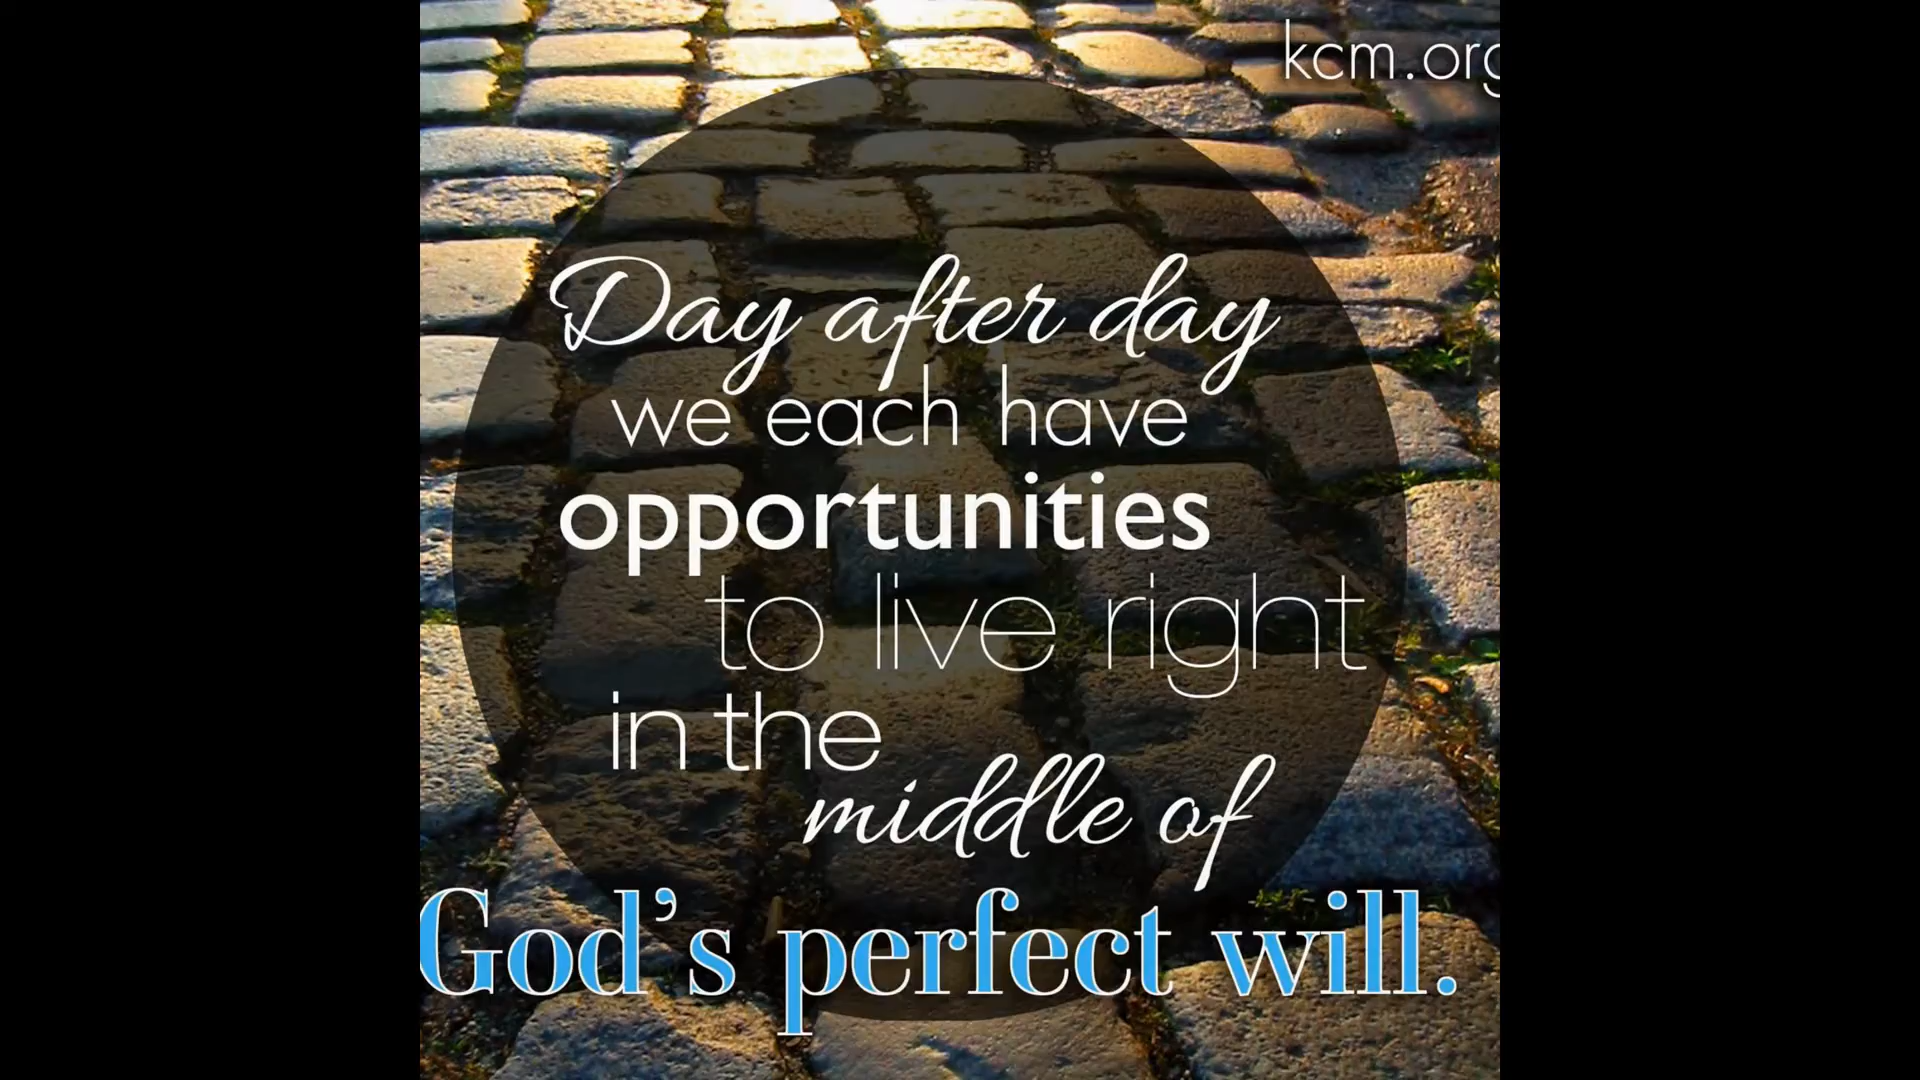 kcm.org
Day after day
we each have
opportunities
to live right
in the
middle of
God's perfect will.